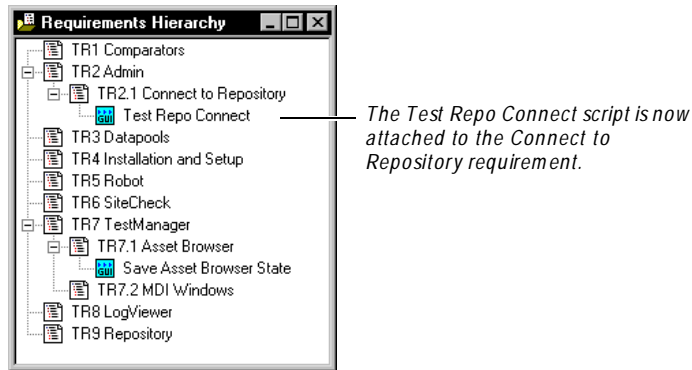 Requirements Hierarchy
TR1 Comparators
TR2 Admin
TR2.1 Connect to Repository
GUI Test Repo Connect
TR3 Datapools
TR4 Installation and Setup
TR5 Robot
TR6 SiteCheck
TR7 TestManager
TR7.1 Asset Browser
GUI Save Asset Browser State
TR7.2 MDI Windows
TR8 LogViewer
TR9 Repository
The Test Repo Connect script is now
attached to the Connect to
Repository requirement.